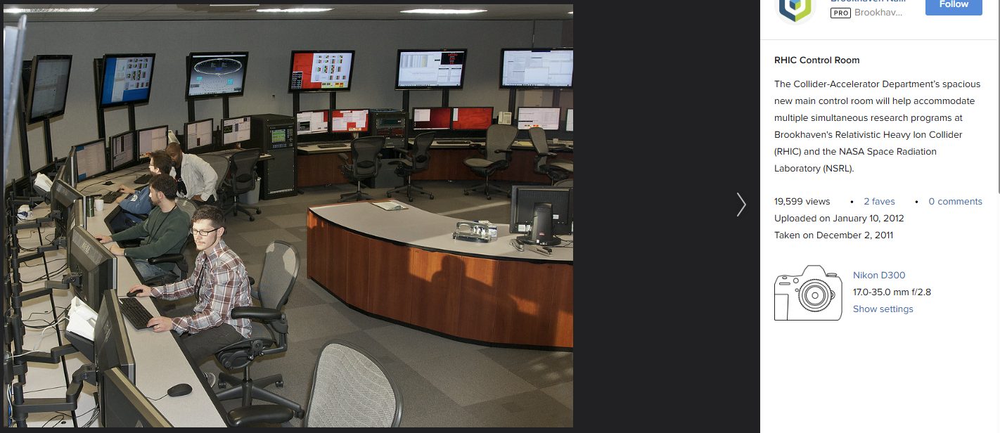 Brookhaven Na...
PRO Brookhav...
Follow
RHIC Control Room
The Collider-Accelerator Department's spacious
new main control room will help accommodate
multiple simultaneous research programs at
Brookhaven's Relativistic Heavy Ion Collider
(RHIC) and the NASA Space Radiation
Laboratory (NSRL).
19,599 views • 2 faves • 0 comments
Uploaded on January 10, 2012
Taken on December 2, 2011
Nikon D300
17.0-35.0 mm f/2.8
Show settings